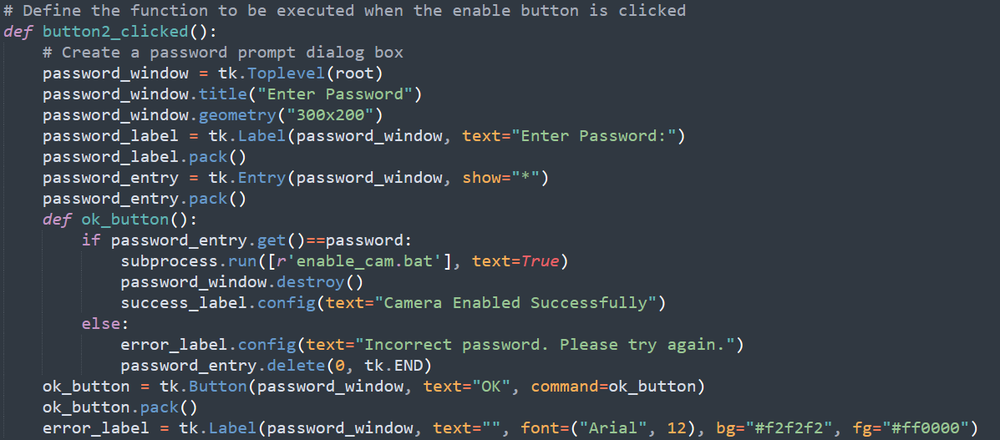 # Define the function to be executed when the enable button is clicked
def button2_clicked():
    # Create a password prompt dialog box
    password_window = tk.Toplevel(root)
    password_window.title("Enter Password")
    password_window.geometry("300x200")
    password_label = tk.Label(password_window, text="Enter Password:")
    password_label.pack()
    password_entry = tk.Entry(password_window, show="*")
    password_entry.pack()
    def ok_button():
        if password_entry.get()==password:
            subprocess.run([r'enable_cam.bat'], text=True)
            password_window.destroy()
            success_label.config(text="Camera Enabled Successfully")
        else:
            error_label.config(text="Incorrect password. Please try again.")
            password_entry.delete(0, tk.END)
    ok_button = tk.Button(password_window, text="OK", command=ok_button)
    ok_button.pack()
    error_label = tk.Label(password_window, text="", font=("Arial", 12), bg="#f2f2f2", fg="#ff0000")